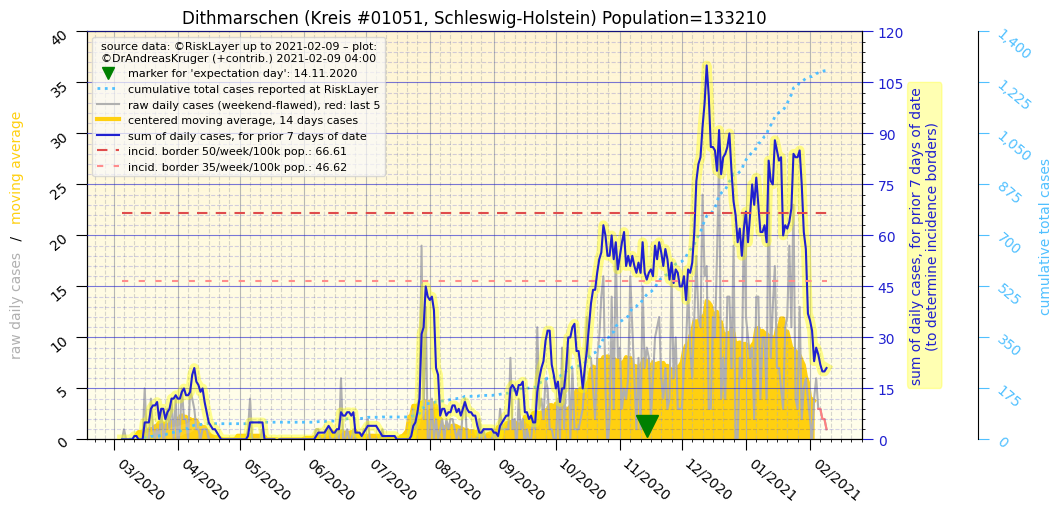 Dithmarschen (Kreis #01051, Schleswig-Holstein) Population=133210
source data: ©RiskLayer up to 2021-02-09 – plot:
©DrAndreasKruger (+contrib.) 2021-02-09 04:00
marker for 'expectation day': 14.11.2020
cumulative total cases reported at RiskLayer
raw daily cases (weekend-flawed), red: last 5
centered moving average, 14 days cases
sum of daily cases, for prior 7 days of date
incid. border 50/week/100k pop.: 66.61
incid. border 35/week/100k pop.: 46.62
raw daily cases / moving average
40
35
30
25
20
15
10
5
0
03/2020
04/2020
05/2020
06/2020
07/2020
08/2020
09/2020
10/2020
11/2020
12/2020
01/2021
02/2021
120
105
90
75
60
45
30
15
0
sum of daily cases, for prior 7 days of date
(to determine incidence borders)
1,400
1,225
1,050
875
700
525
350
175
0
cumulative total cases